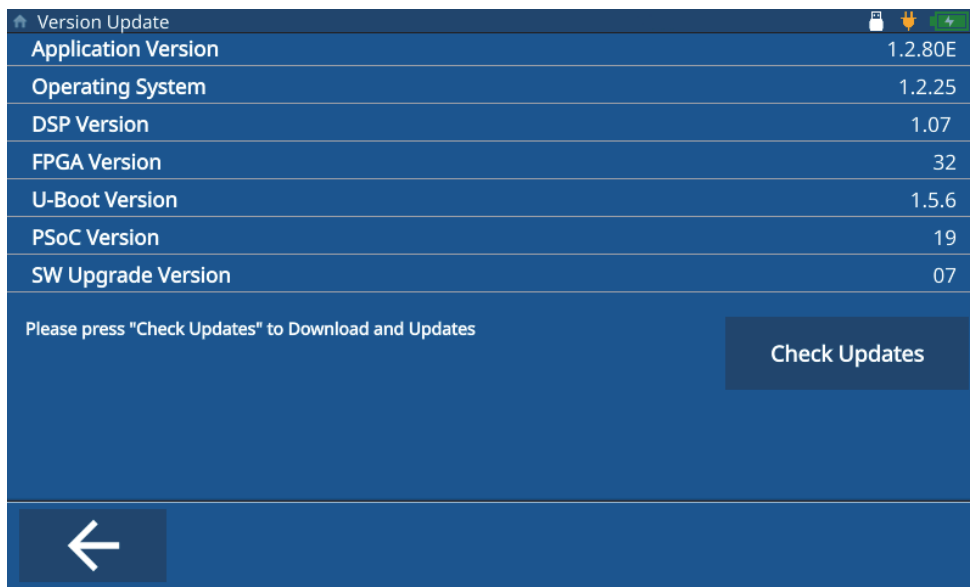 Version Update
Application Version 1.2.80E
Operating System 1.2.25
DSP Version 1.07
FPGA Version 32
U-Boot Version 1.5.6
PSoC Version 19
SW Upgrade Version 07
Please press "Check Updates" to Download and Updates
Check Updates